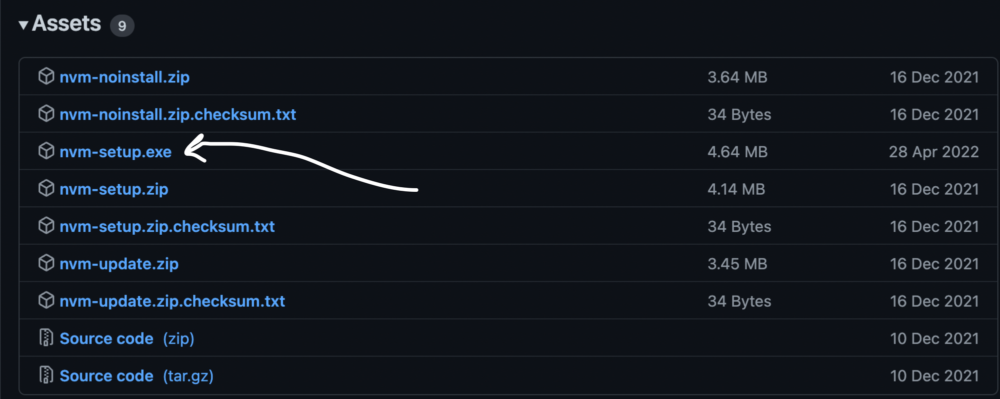 Assets 9
nvm-noinstall.zip 3.64 MB 16 Dec 2021
nvm-noinstall.zip.checksum.txt 34 Bytes 16 Dec 2021
nvm-setup.exe 4.64 MB 28 Apr 2022
nvm-setup.zip 4.14 MB 16 Dec 2021
nvm-setup.zip.checksum.txt 34 Bytes 16 Dec 2021
nvm-update.zip 3.45 MB 16 Dec 2021
nvm-update.zip.checksum.txt 34 Bytes 16 Dec 2021
Source code (zip) 10 Dec 2021
Source code (tar.gz) 10 Dec 2021